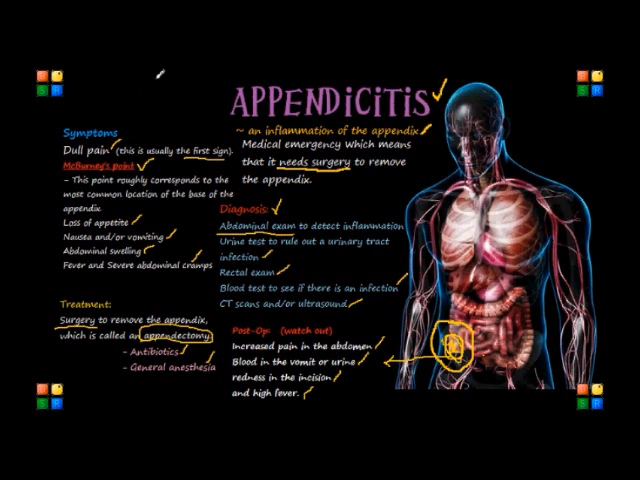 APPENDICITIS
~ an inflammation of the appendix
Medical emergency which means
that it needs surgery to remove
the appendix.
Symptoms
Dull pain (this is usually the first sign).
McBurney's point
- This point roughly corresponds to the
most common location of the base of the
appendix
Loss of appetite
Nausea and/or vomiting
Abdominal swelling
Fever and Severe abdominal cramps
Diagnosis:
Abdominal exam to detect inflammation
Urine test to rule out a urinary tract
infection
Rectal exam
Blood test to see if there is an infection
CT scans and/or ultrasound
Treatment:
Surgery to remove the appendix,
which is called an appendectomy.
- Antibiotics
- General anesthesia
Post-Op: (watch out)
Increased pain in the abdomen
Blood in the vomit or urine
redness in the incision
and high fever.